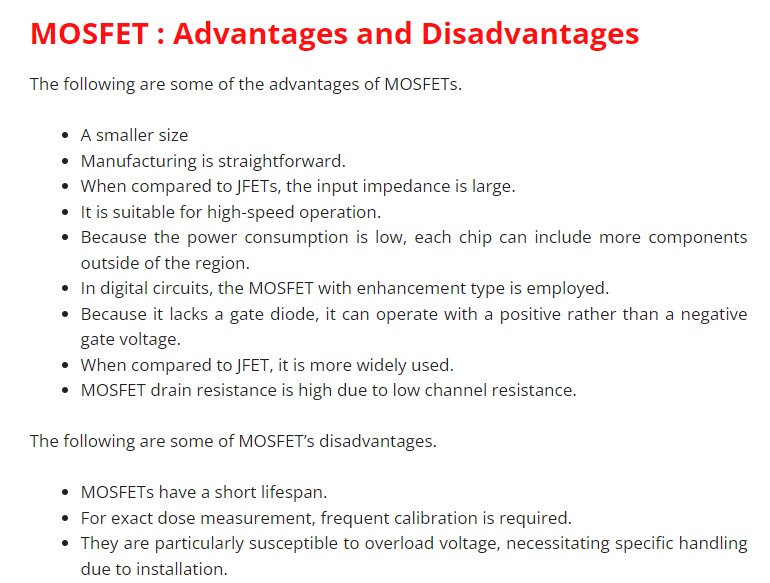 MOSFET : Advantages and Disadvantages
The following are some of the advantages of MOSFETs.
• A smaller size
• Manufacturing is straightforward.
• When compared to JFETs, the input impedance is large.
• It is suitable for high-speed operation.
• Because the power consumption is low, each chip can include more components
outside of the region.
• In digital circuits, the MOSFET with enhancement type is employed.
• Because it lacks a gate diode, it can operate with a positive rather than a negative
gate voltage.
• When compared to JFET, it is more widely used.
• MOSFET drain resistance is high due to low channel resistance.
The following are some of MOSFET’s disadvantages.
• MOSFETs have a short lifespan.
• For exact dose measurement, frequent calibration is required.
• They are particularly susceptible to overload voltage, necessitating specific handling
due to installation.